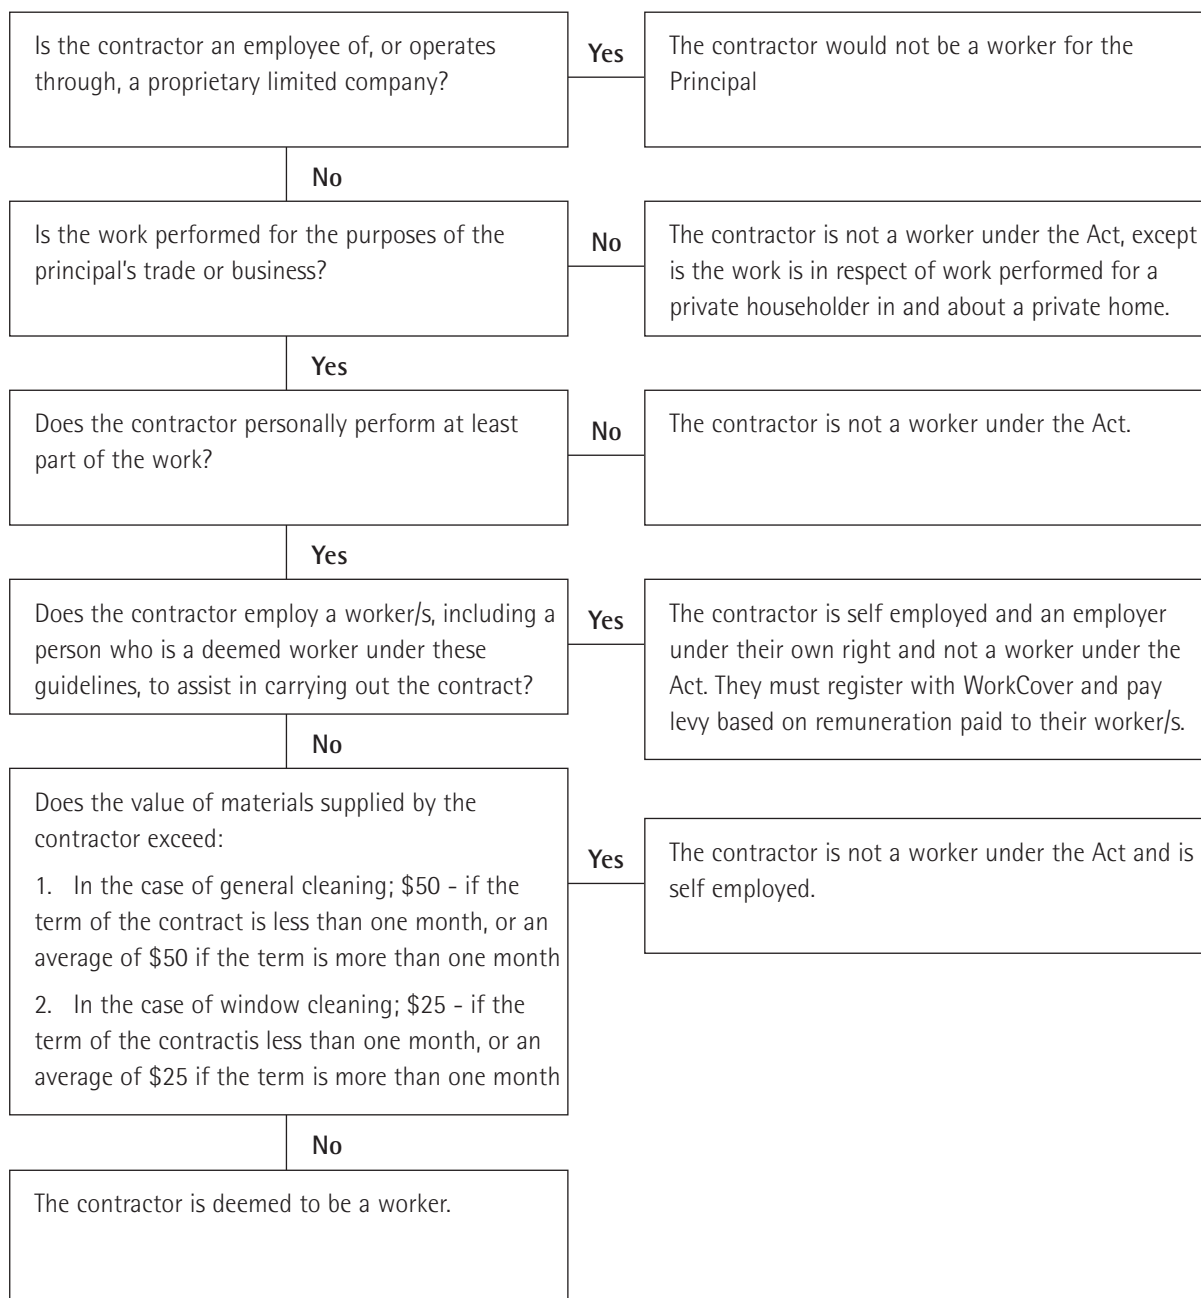 Is the contractor an employee of, or operates
through, a proprietary limited company?
Yes
The contractor would not be a worker for the
Principal
No
Is the work performed for the purposes of the
principal's trade or business?
No
The contractor is not a worker under the Act, except
is the work is in respect of work performed for a
private householder in and about a private home.
Yes
Does the contractor personally perform at least
part of the work?
No
The contractor is not a worker under the Act.
Yes
Does the contractor employ a worker/s, including a
person who is a deemed worker under these
guidelines, to assist in carrying out the contract?
Yes
The contractor is self employed and an employer
under their own right and not a worker under the
Act. They must register with WorkCover and pay
levy based on remuneration paid to their worker/s.
No
Does the value of materials supplied by the
contractor exceed:
1. In the case of general cleaning; $50 - if the
term of the contract is less than one month, or an
average of $50 if the term is more than one month
2. In the case of window cleaning; $25 - if the
term of the contractis less than one month, or an
average of $25 if the term is more than one month
Yes
The contractor is not a worker under the Act and is
self employed.
No
The contractor is deemed to be a worker.